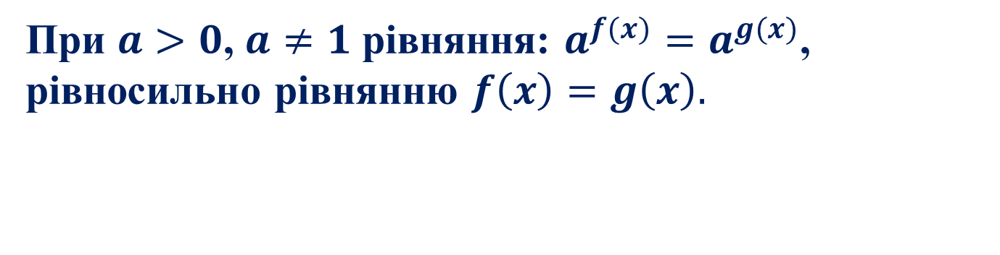 При a > 0, a ≠ 1 рівняння: a^{f(x)} = a^{g(x)},
рівносильно рівнянню f(x) = g(x).